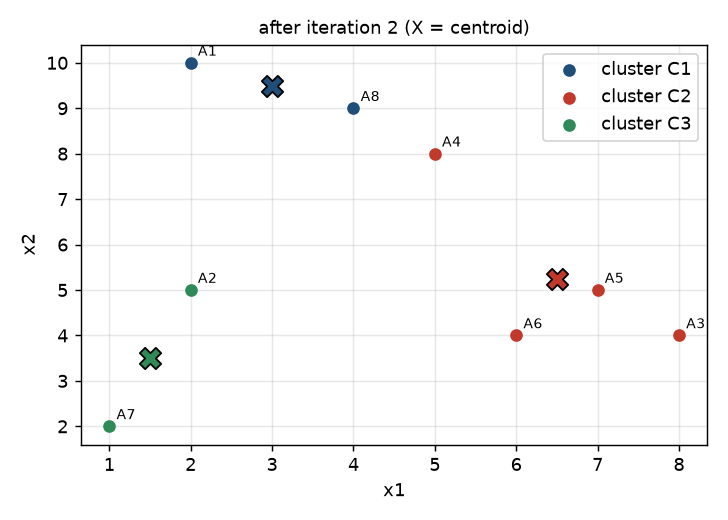 after iteration 2 (X = centroid)
cluster C1
cluster C2
cluster C3
A1
A8
A4
A2
A5
A6
A3
A7
x2
10
9
8
7
6
5
4
3
2
1 2 3 4 5 6 7 8
x1